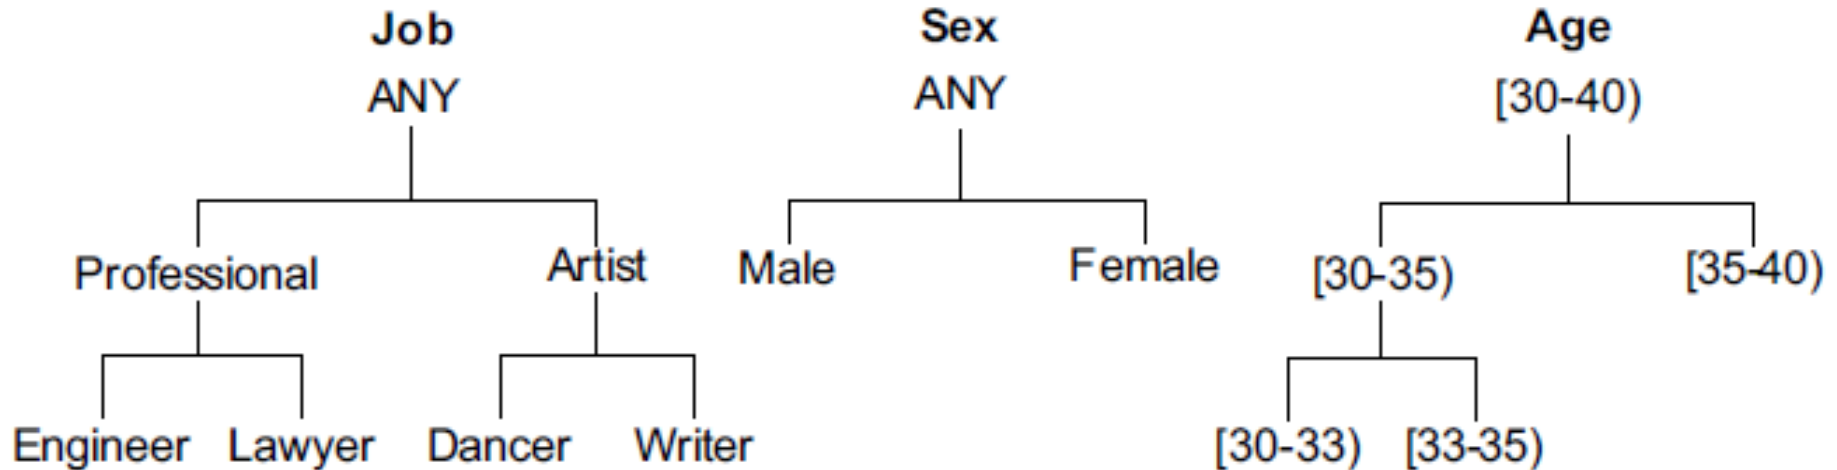 Job Sex Age
ANY ANY [30-40)
Professional Artist Male Female [30-35) [35-40)
Engineer Lawyer Dancer Writer [30-33) [33-35)